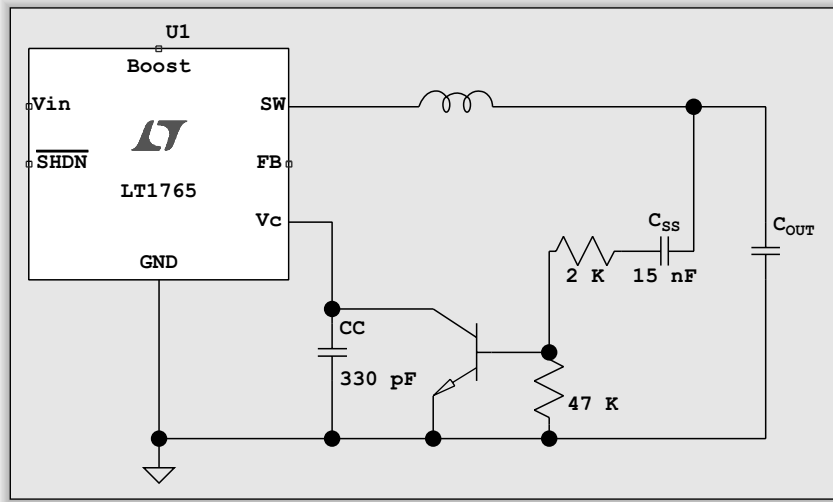 U1
Boost
Vin
SW
SHDN
FB
LT1765
Vc
GND
CSS
COUT
2 K
15 nF
CC
330 pF
47 K